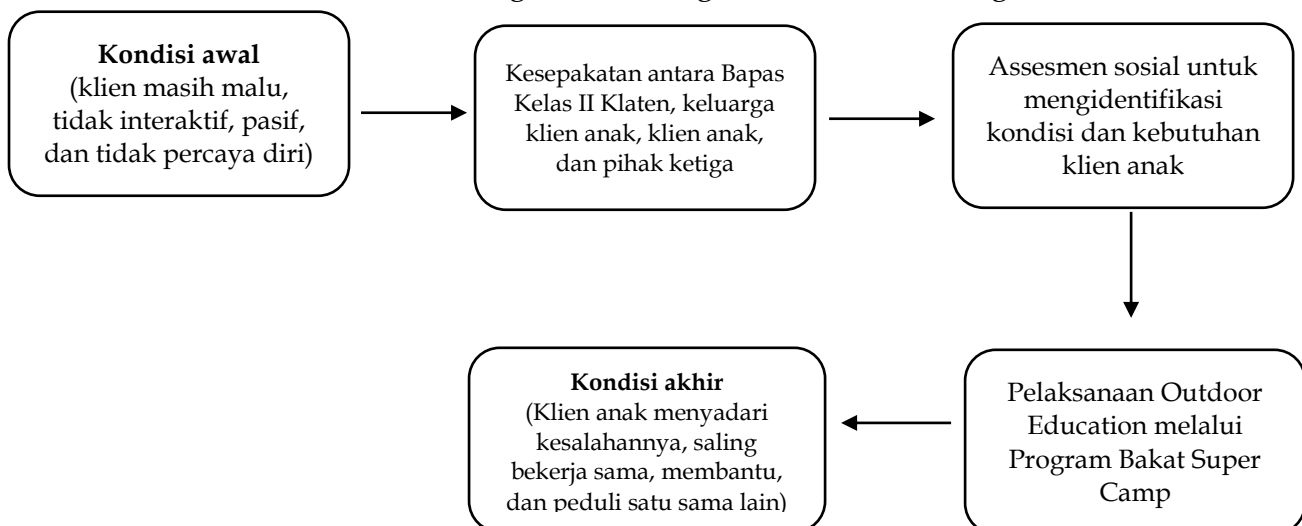 Kondisi awal
(klien masih malu,
tidak interaktif, pasif,
dan tidak percaya diri)
Kesepakatan antara Bapas
Kelas II Klaten, keluarga
klien anak, klien anak,
dan pihak ketiga
Assesmen sosial untuk
mengidentifikasi
kondisi dan kebutuhan
klien anak
Pelaksanaan Outdoor
Education melalui
Program Bakat Super
Camp
Kondisi akhir
(Klien anak menyadari
kesalahannya, saling
bekerja sama, membantu,
dan peduli satu sama lain)